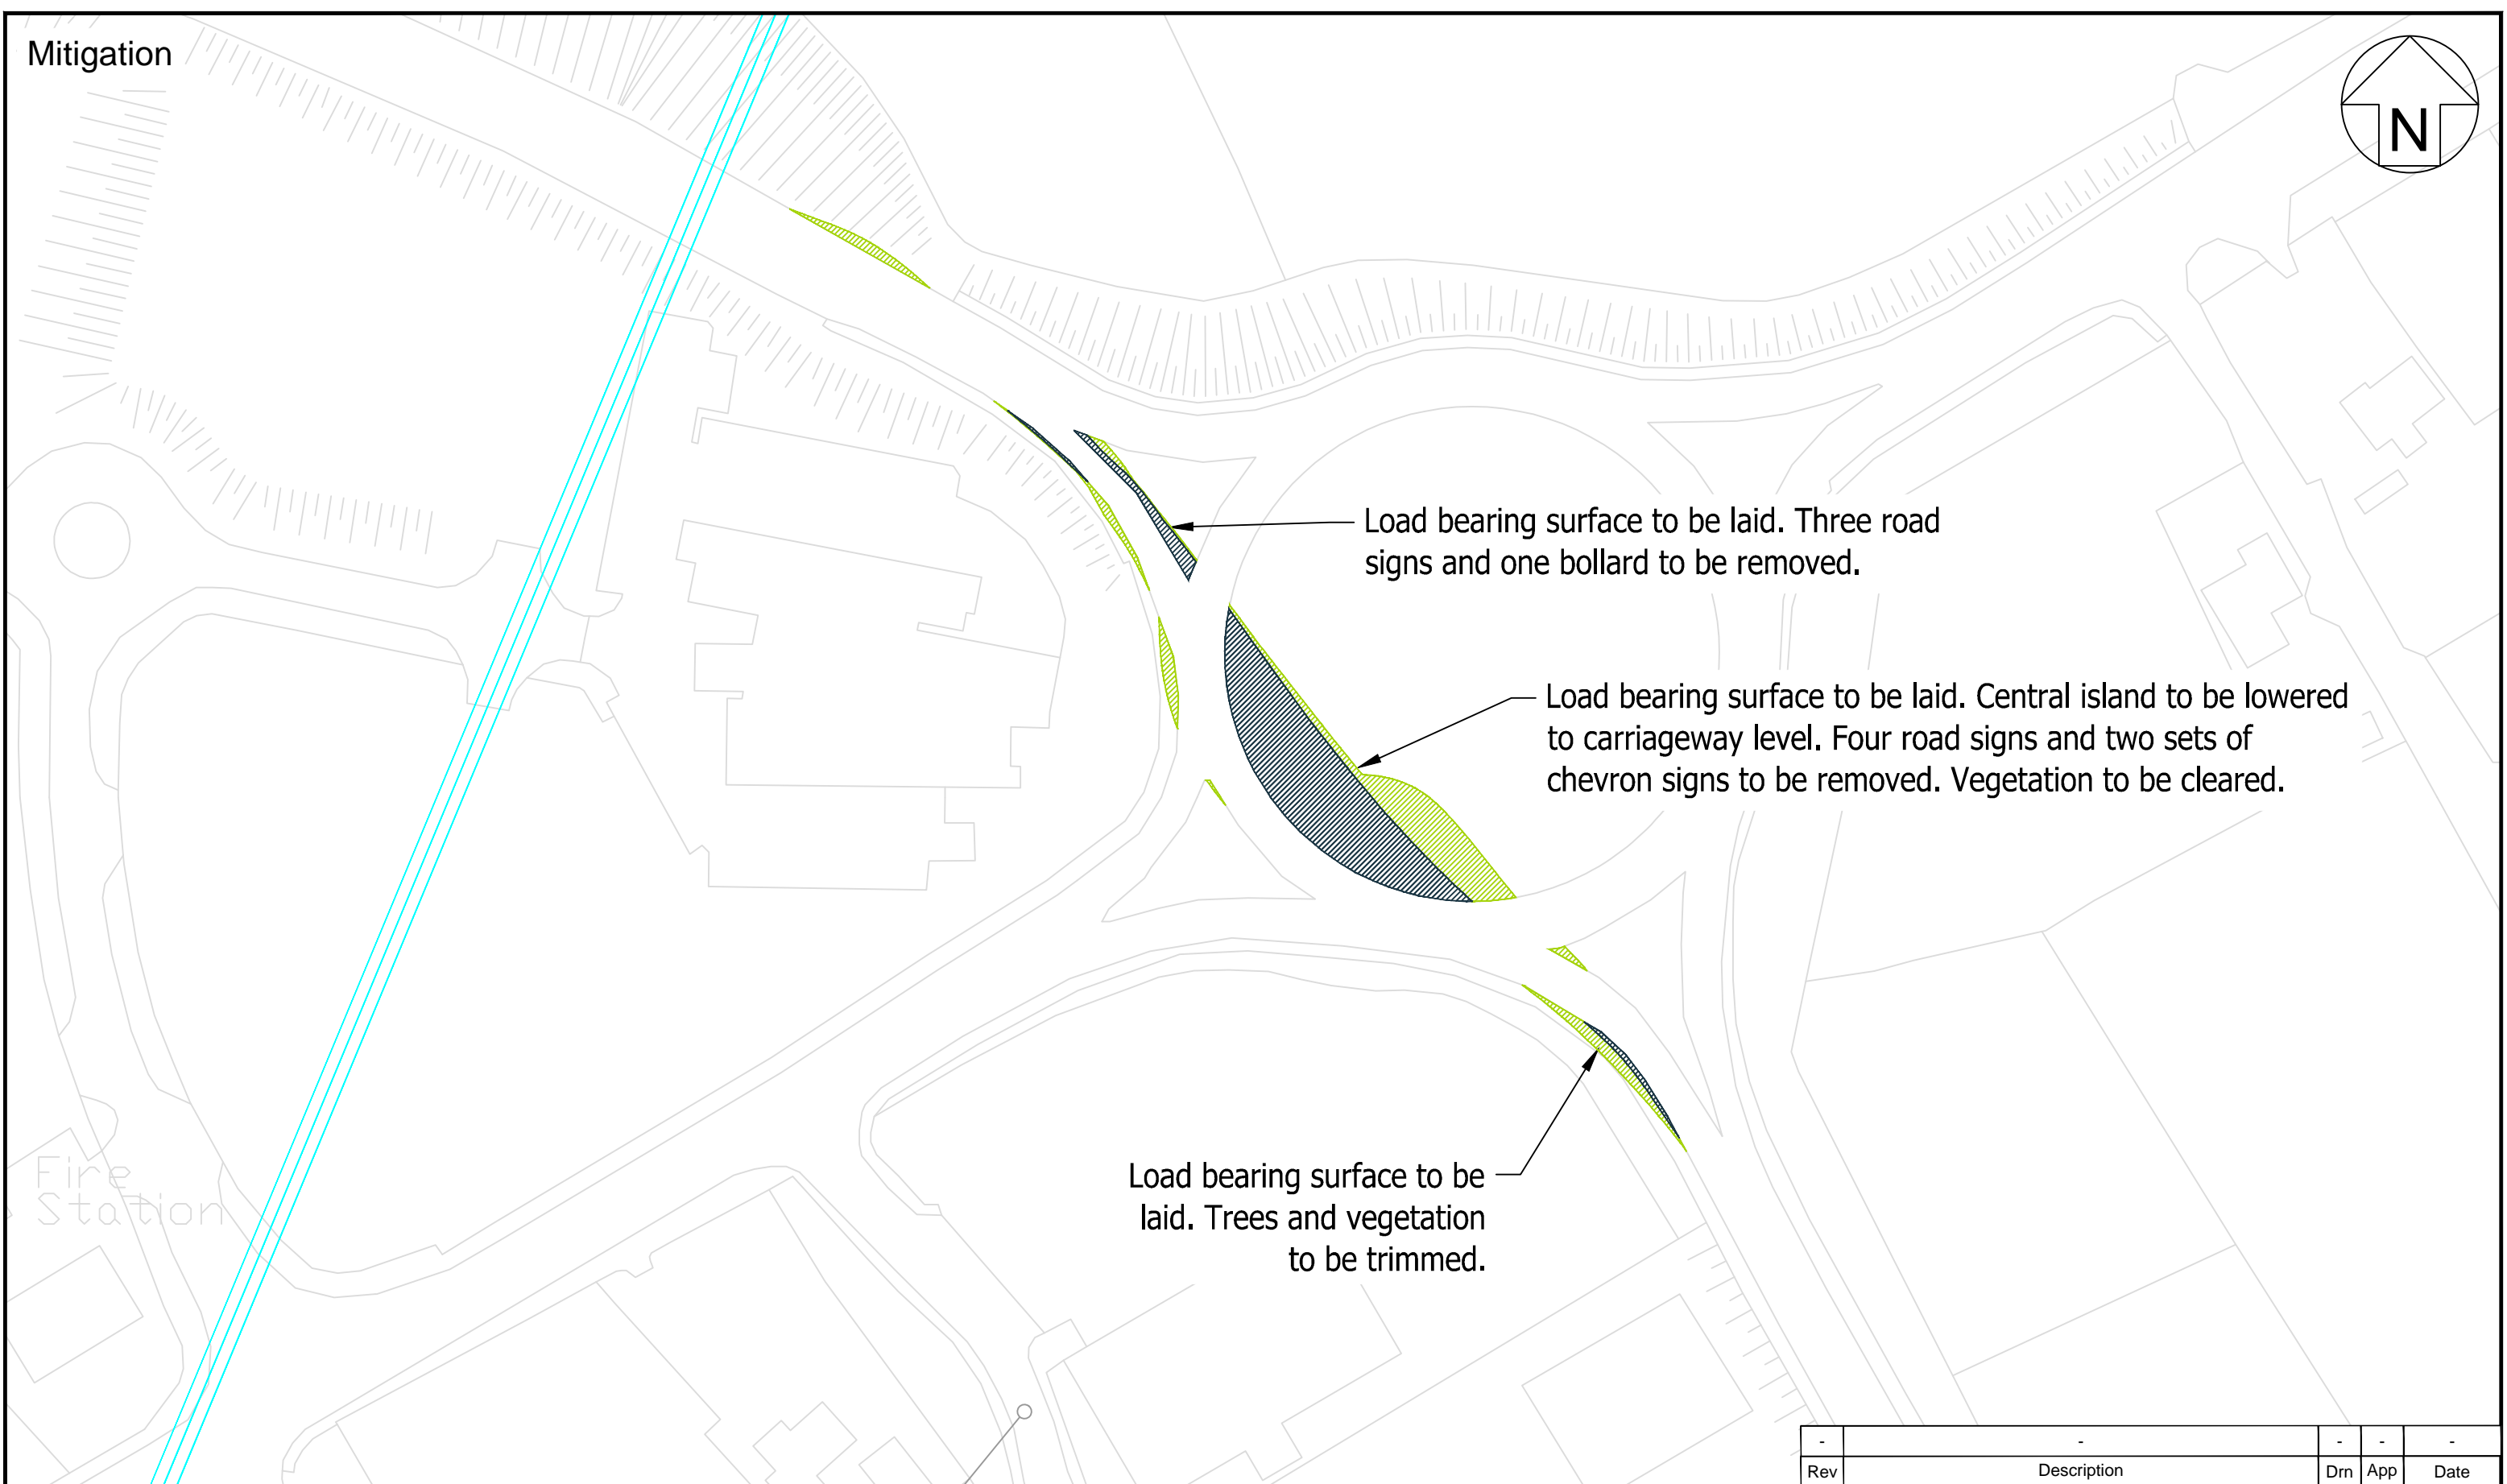 Mitigation
N
Load bearing surface to be laid. Three road
signs and one bollard to be removed.
Load bearing surface to be laid. Central island to be lowered
to carriageway level. Four road signs and two sets of
chevron signs to be removed. Vegetation to be cleared.
Load bearing surface to be
laid. Trees and vegetation
to be trimmed.
Fire
Station
- - - - -
Rev Description Drn App Date